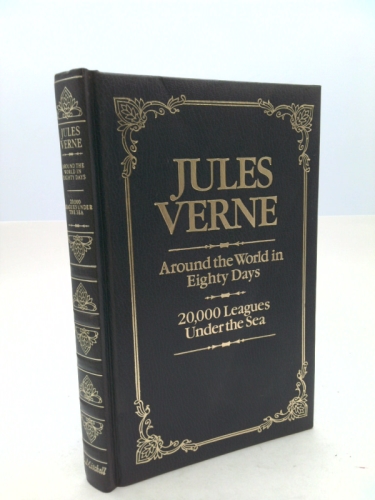 JULES
VERNE
AROUND THE
WORLD IN
EIGHTY DAYS
20,000
LEAGUES UNDER
THE SEA
JULES
VERNE
Around the World in
Eighty Days
20,000 Leagues
Under the Sea